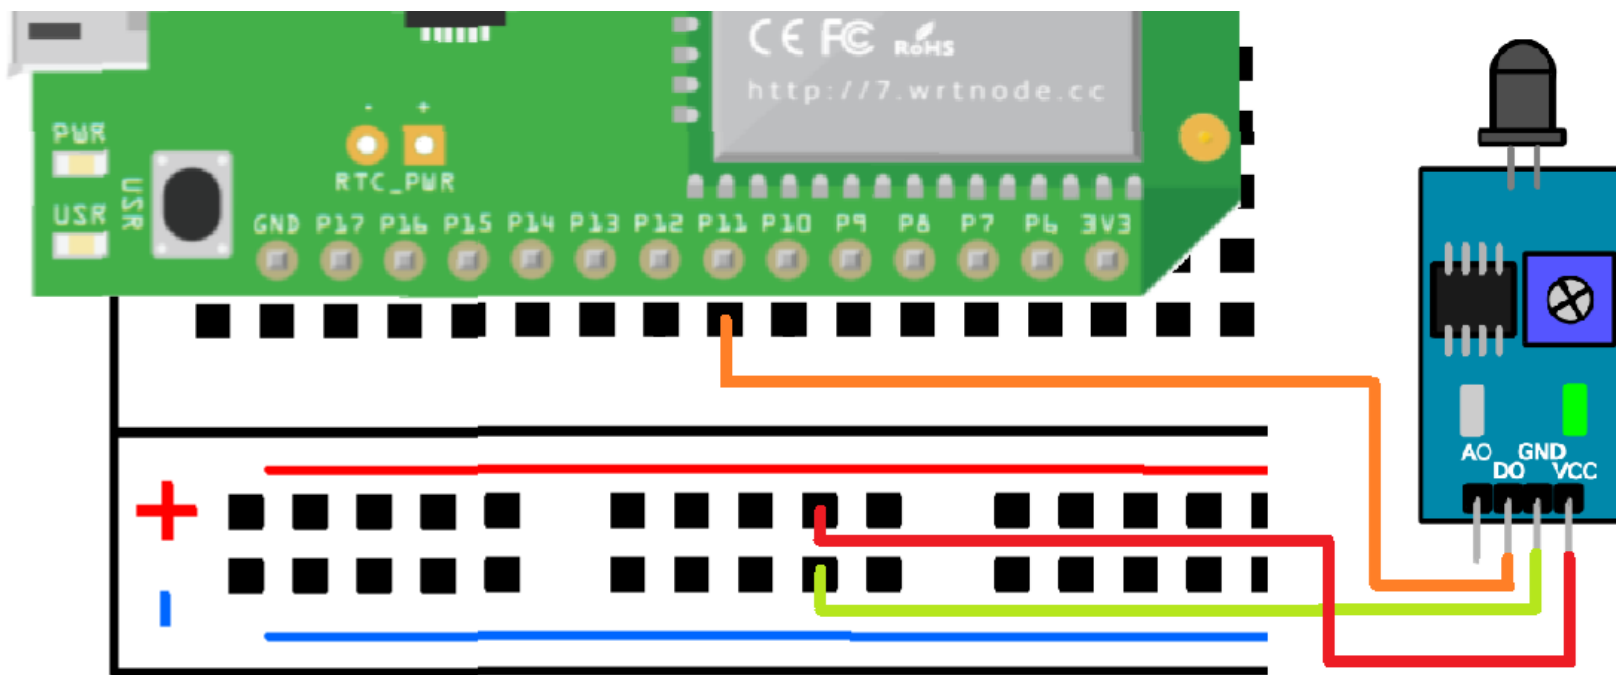 CE FC RoHS
http://7.wrtnode.cc
PWR
- +
RTC_PWR
USR
USR
GND P17 P16 P15 P14 P13 P12 P11 P10 P9 P8 P7 P6 3V3
+
-
AO GND
DO VCC